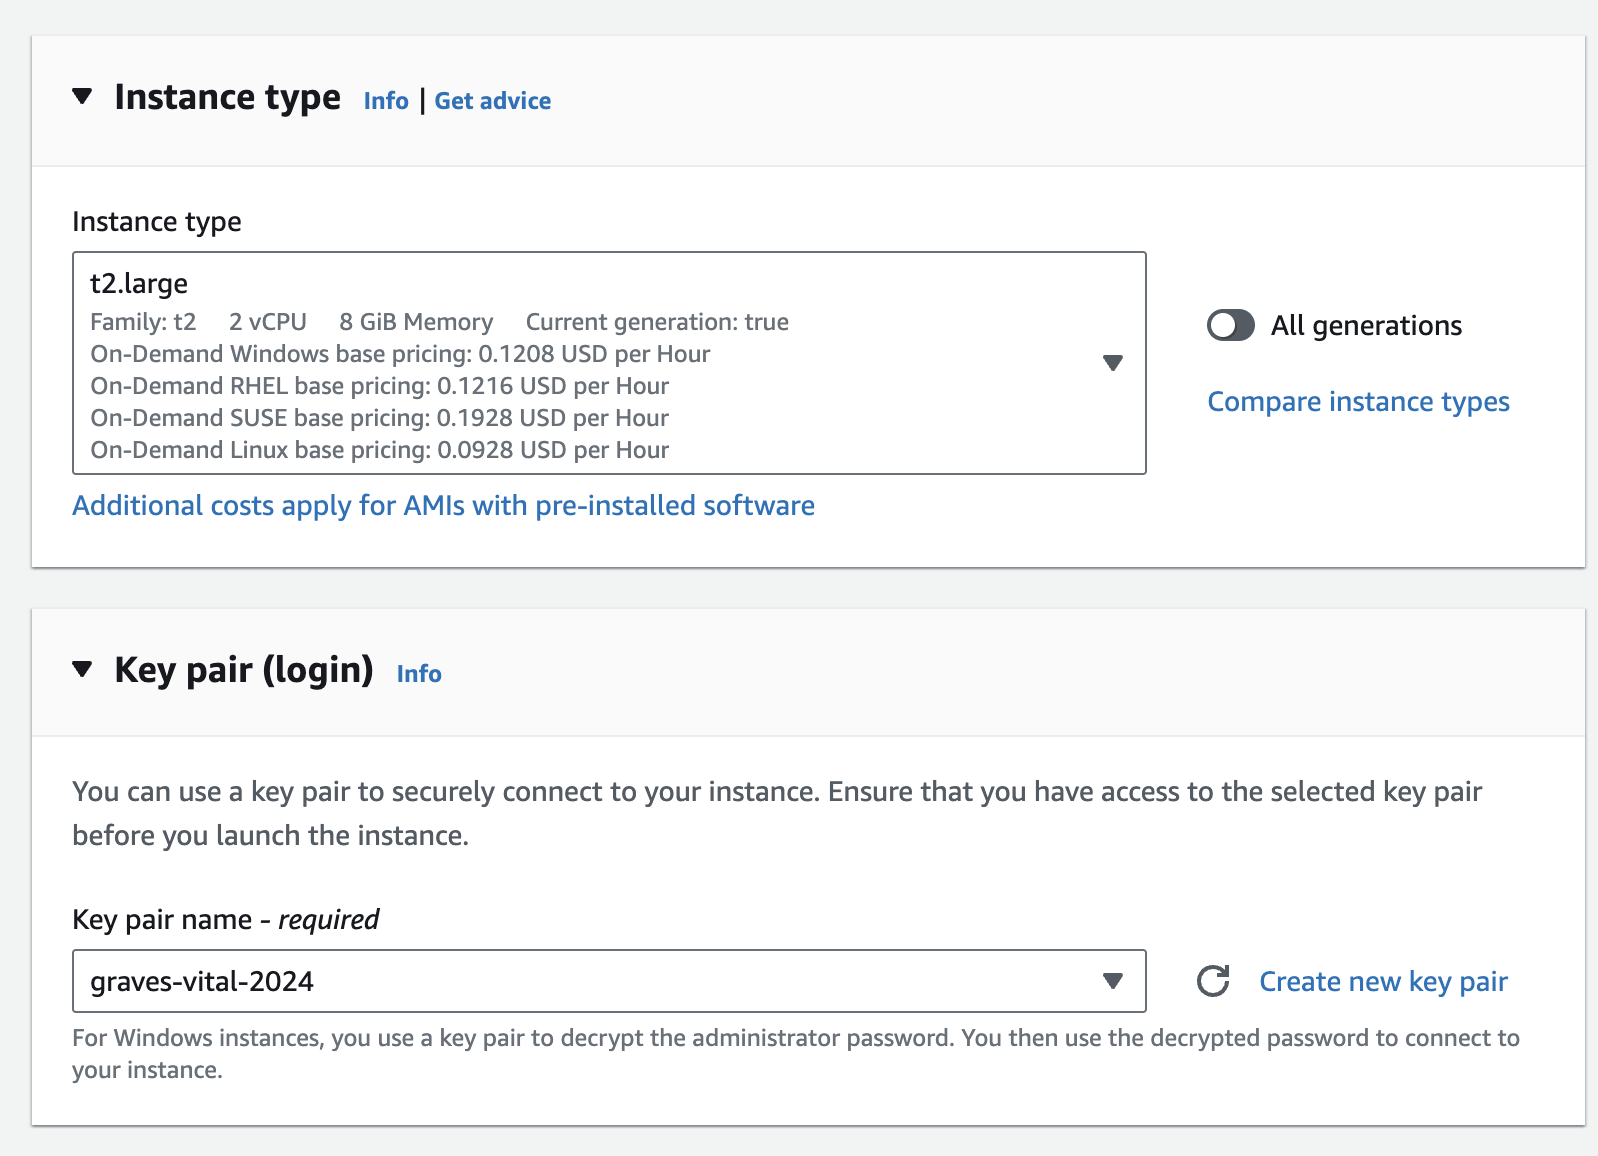 Instance type Info | Get advice
Instance type
t2.large
Family: t2 2 vCPU 8 GiB Memory Current generation: true
On-Demand Windows base pricing: 0.1208 USD per Hour
On-Demand RHEL base pricing: 0.1216 USD per Hour
On-Demand SUSE base pricing: 0.1928 USD per Hour
On-Demand Linux base pricing: 0.0928 USD per Hour
All generations
Compare instance types
Additional costs apply for AMIs with pre-installed software
Key pair (login) Info
You can use a key pair to securely connect to your instance. Ensure that you have access to the selected key pair
before you launch the instance.
Key pair name - required
graves-vital-2024
Create new key pair
For Windows instances, you use a key pair to decrypt the administrator password. You then use the decrypted password to connect to
your instance.